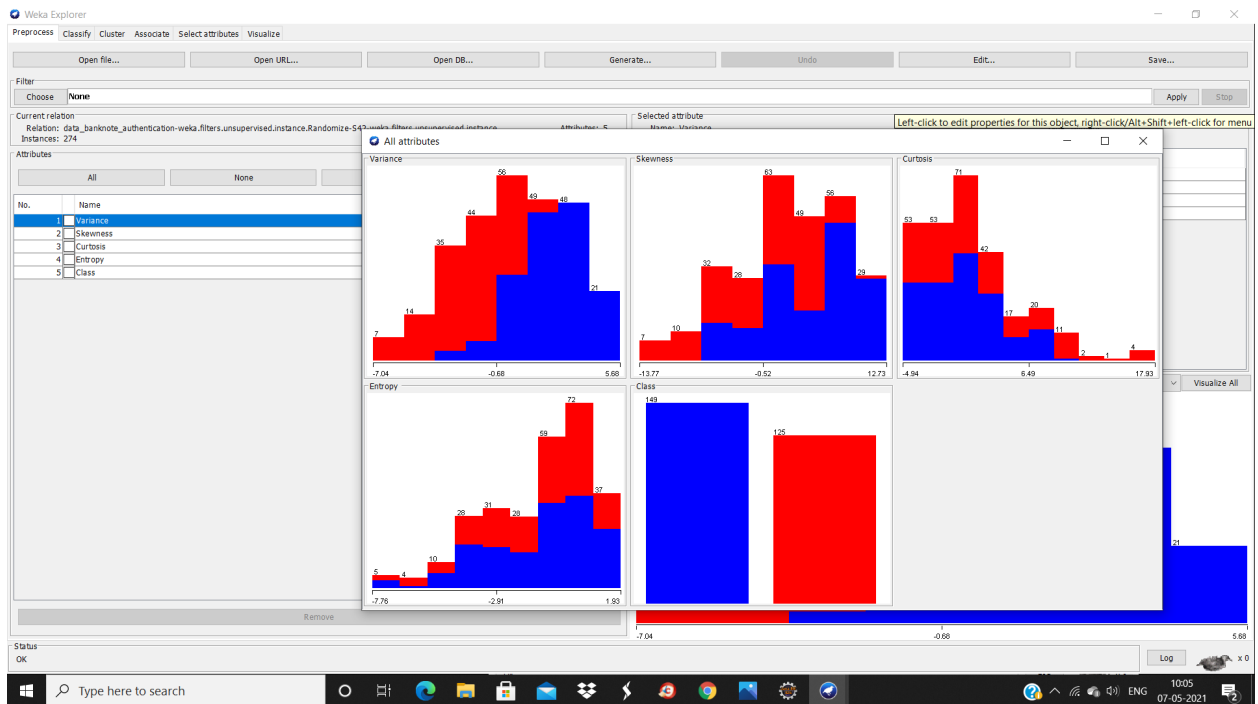 Weka Explorer
Preprocess Classify Cluster Associate Select attributes Visualize
Open file... Open URL... Open DB... Generate... Undo Edit... Save...
Filter
Choose None Apply Stop
Current relation
Relation: data_banknote_authentication-weka.filters.unsupervised.instance.Randomize-S42-weka.filters.unsupervised.instance Attributes: 5
Instances: 274
Selected attribute
Name: Variance
Left-click to edit properties for this object, right-click/Alt+Shift+left-click for menu
Attributes
All None
No. Name
1 Variance
2 Skewness
3 Curtosis
4 Entropy
5 Class
Remove
All attributes
Variance
7 14 35 44 56 49 48 21
-7.04 -0.68 5.68
Skewness
7 10 32 28 63 49 56 29
-13.77 -0.52 12.73
Curtosis
53 53 71 42 17 20 11 2 1 4
-4.94 6.49 17.93
Entropy
5 4 10 28 31 28 59 72 37
-7.76 -2.91 1.93
Class
149 125
Visualize All
21
-7.04 -0.68 5.68
Status
OK
Log x 0
Type here to search
ENG
10:05
07-05-2021
2